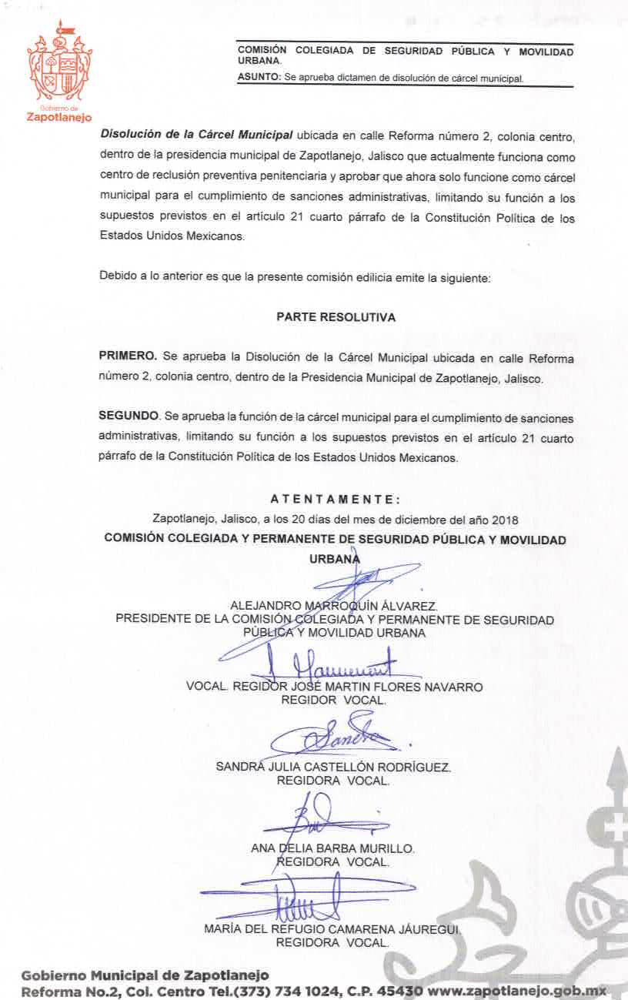 COMISIÓN COLEGIADA DE SEGURIDAD PÚBLICA Y MOVILIDAD
URBANA.
ASUNTO: Se aprueba dictamen de disolución de cárcel municipal.
Gobierno de
Zapotlanejo
Disolución de la Cárcel Municipal ubicada en calle Reforma número 2, colonia centro,
dentro de la presidencia municipal de Zapotlanejo, Jalisco que actualmente funciona como
centro de reclusión preventiva penitenciaria y aprobar que ahora solo funcione como cárcel
municipal para el cumplimiento de sanciones administrativas, limitando su función a los
supuestos previstos en el artículo 21 cuarto párrafo de la Constitución Política de los
Estados Unidos Mexicanos.
Debido a lo anterior es que la presente comisión edilicia emite la siguiente:
PARTE RESOLUTIVA
PRIMERO. Se aprueba la Disolución de la Cárcel Municipal ubicada en calle Reforma
número 2, colonia centro, dentro de la Presidencia Municipal de Zapotlanejo, Jalisco.
SEGUNDO. Se aprueba la función de la cárcel municipal para el cumplimiento de sanciones
administrativas, limitando su función a los supuestos previstos en el artículo 21 cuarto
párrafo de la Constitución Política de los Estados Unidos Mexicanos.
A T E N T A M E N T E :
Zapotlanejo, Jalisco, a los 20 días del mes de diciembre del año 2018
COMISIÓN COLEGIADA Y PERMANENTE DE SEGURIDAD PÚBLICA Y MOVILIDAD
URBANA
ALEJANDRO MARROQUÍN ÁLVAREZ.
PRESIDENTE DE LA COMISIÓN COLEGIADA Y PERMANENTE DE SEGURIDAD
PÚBLICA Y MOVILIDAD URBANA
VOCAL. REGIDOR JOSÉ MARTIN FLORES NAVARRO
REGIDOR VOCAL.
Sandra
SANDRA JULIA CASTELLÓN RODRÍGUEZ.
REGIDORA VOCAL.
ANA DELIA BARBA MURILLO.
REGIDORA VOCAL.
MARÍA DEL REFUGIO CAMARENA JÁUREGUI.
REGIDORA VOCAL.
Gobierno Municipal de Zapotlanejo
Reforma No.2, Col. Centro Tel.(373) 734 1024, C.P. 45430 www.zapotlanejo.gob.mx